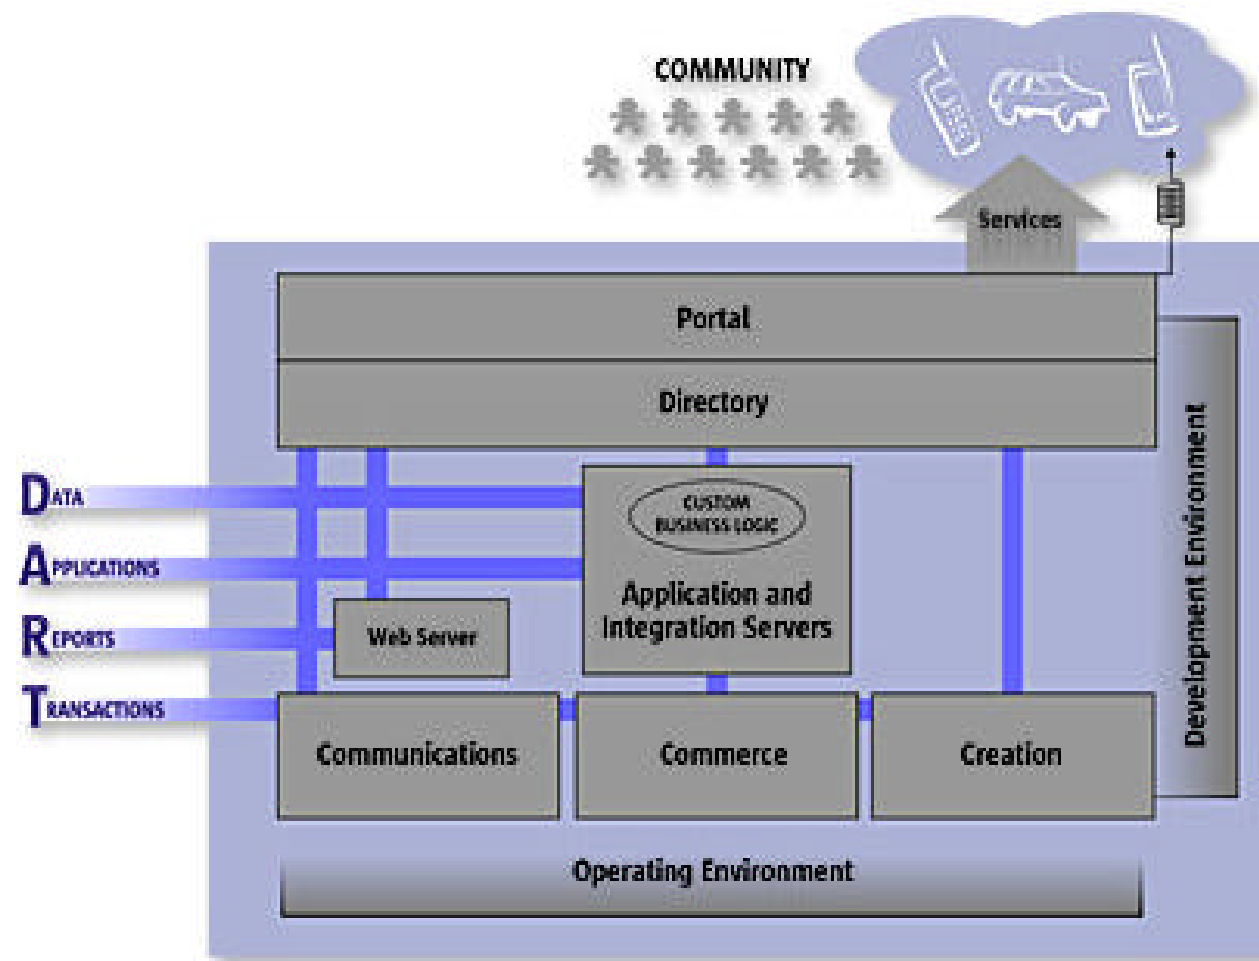 COMMUNITY
Services
Portal
Directory
DATA
CUSTOM
BUSINESS LOGIC
APPLICATIONS
Application and
Integration Servers
REPORTS
Web Server
TRANSACTIONS
Communications
Commerce
Creation
Development Environment
Operating Environment